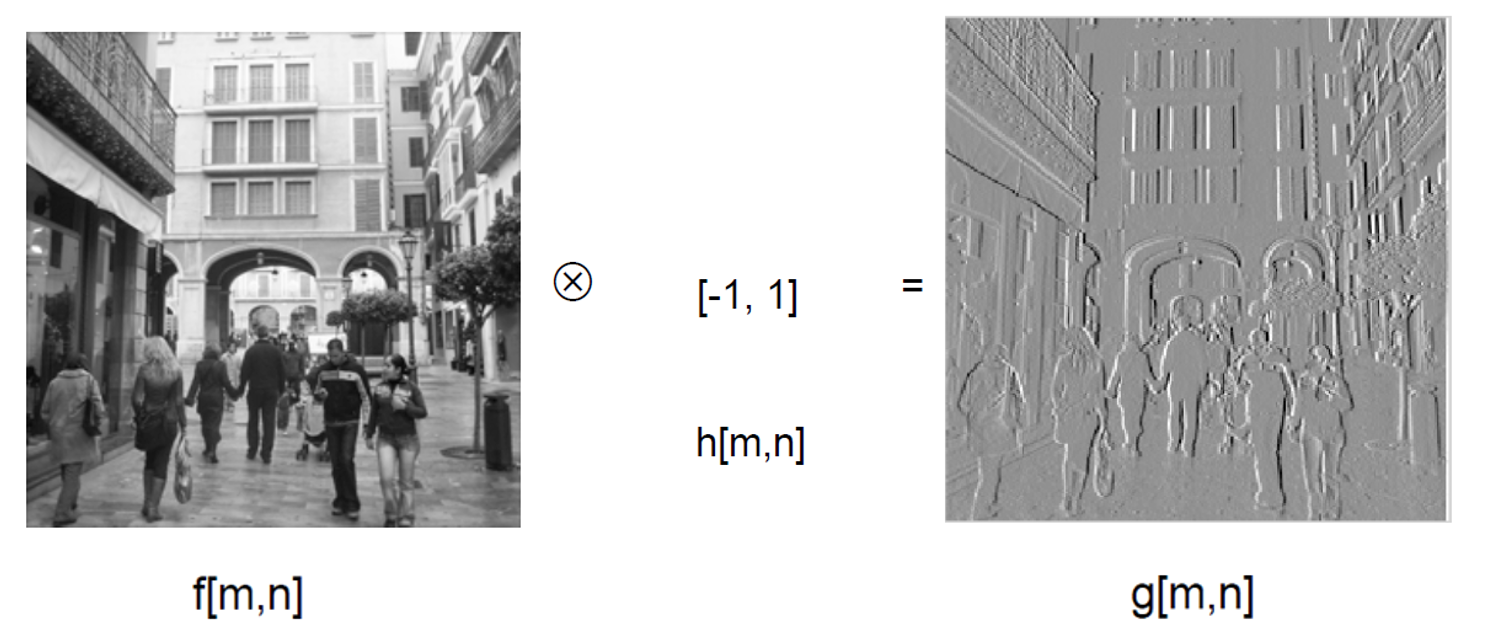 ⊗
[-1, 1]
=
h[m,n]
f[m,n]
g[m,n]